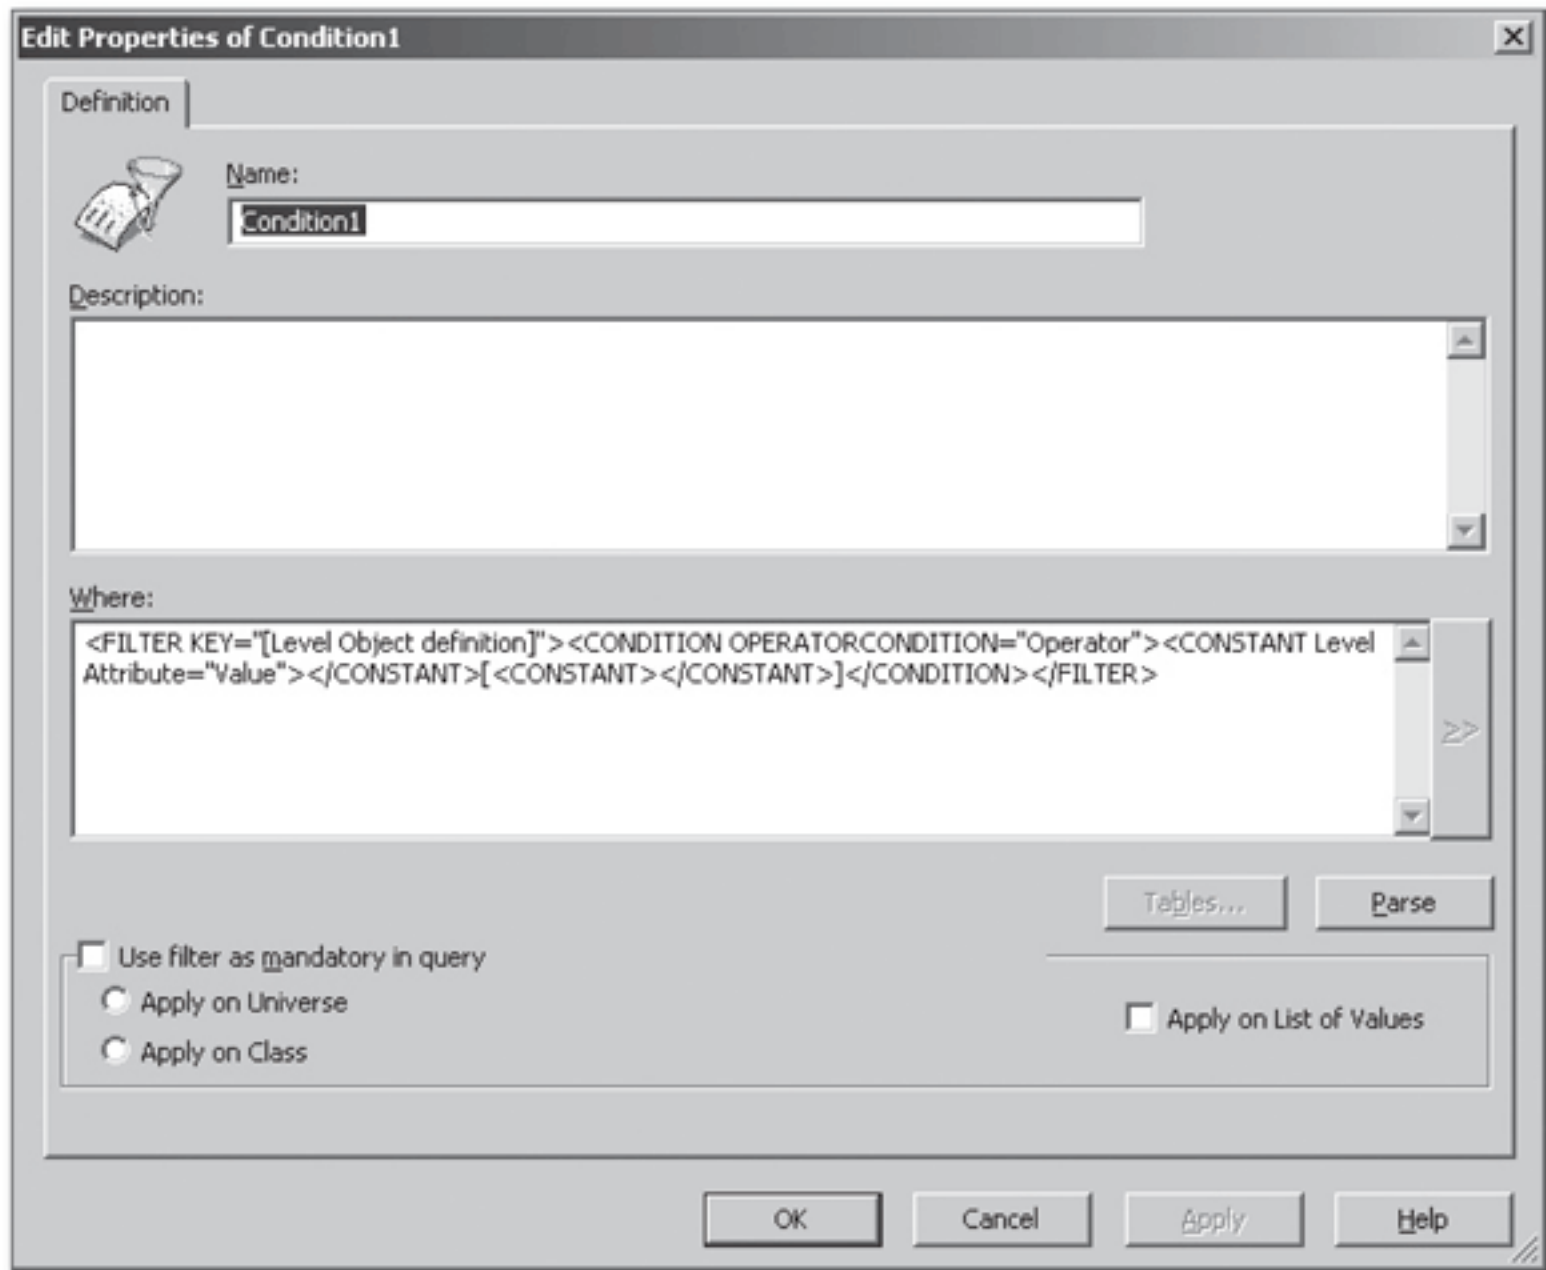 Edit Properties of Condition1
Definition
Name:
Condition1
Description:
Where:
<FILTER KEY="[Level Object definition]"><CONDITION OPERATORCONDITION="Operator"><CONSTANT Level
Attribute="Value"></CONSTANT>[<CONSTANT></CONSTANT>]</CONDITION></FILTER>
>>
Tables...
Parse
Use filter as mandatory in query
Apply on Universe
Apply on List of Values
Apply on Class
OK
Cancel
Apply
Help